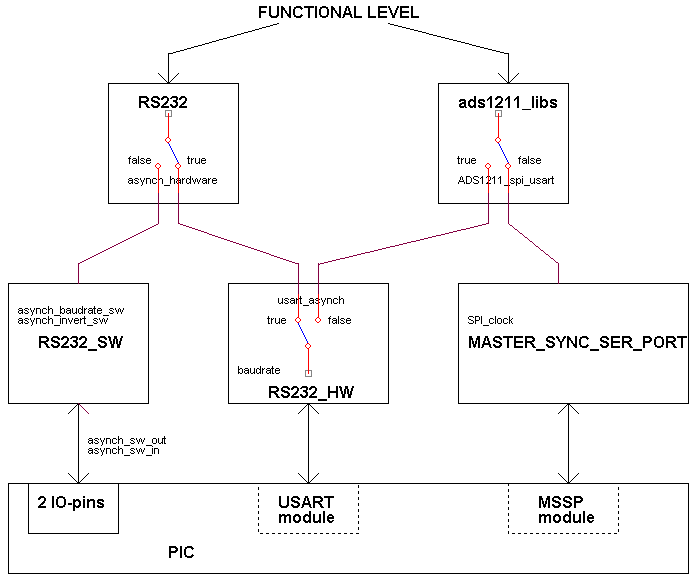 FUNCTIONAL LEVEL
RS232
ads1211_libs
false
true
true
false
asynch_hardware
ADS1211_spi_usart
usart_asynch
asynch_baudrate_sw
asynch_invert_sw
true
false
SPI_clock
RS232_SW
MASTER_SYNC_SER_PORT
baudrate
RS232_HW
asynch_sw_out
asynch_sw_in
2 IO-pins
USART
module
MSSP
module
PIC